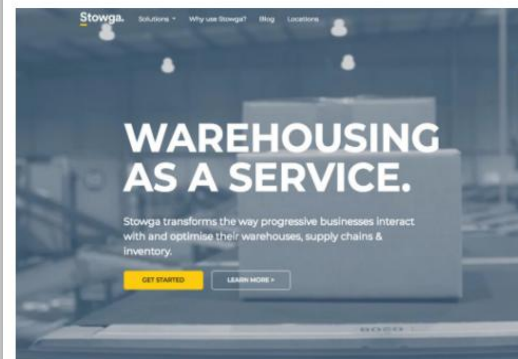 Stowga. Solutions Why use Stowga? Blog Locations
WAREHOUSING
AS A SERVICE.
Stowga transforms the way progressive businesses interact
with and optimise their warehouses, supply chains &
inventory.
GET STARTED LEARN MORE >